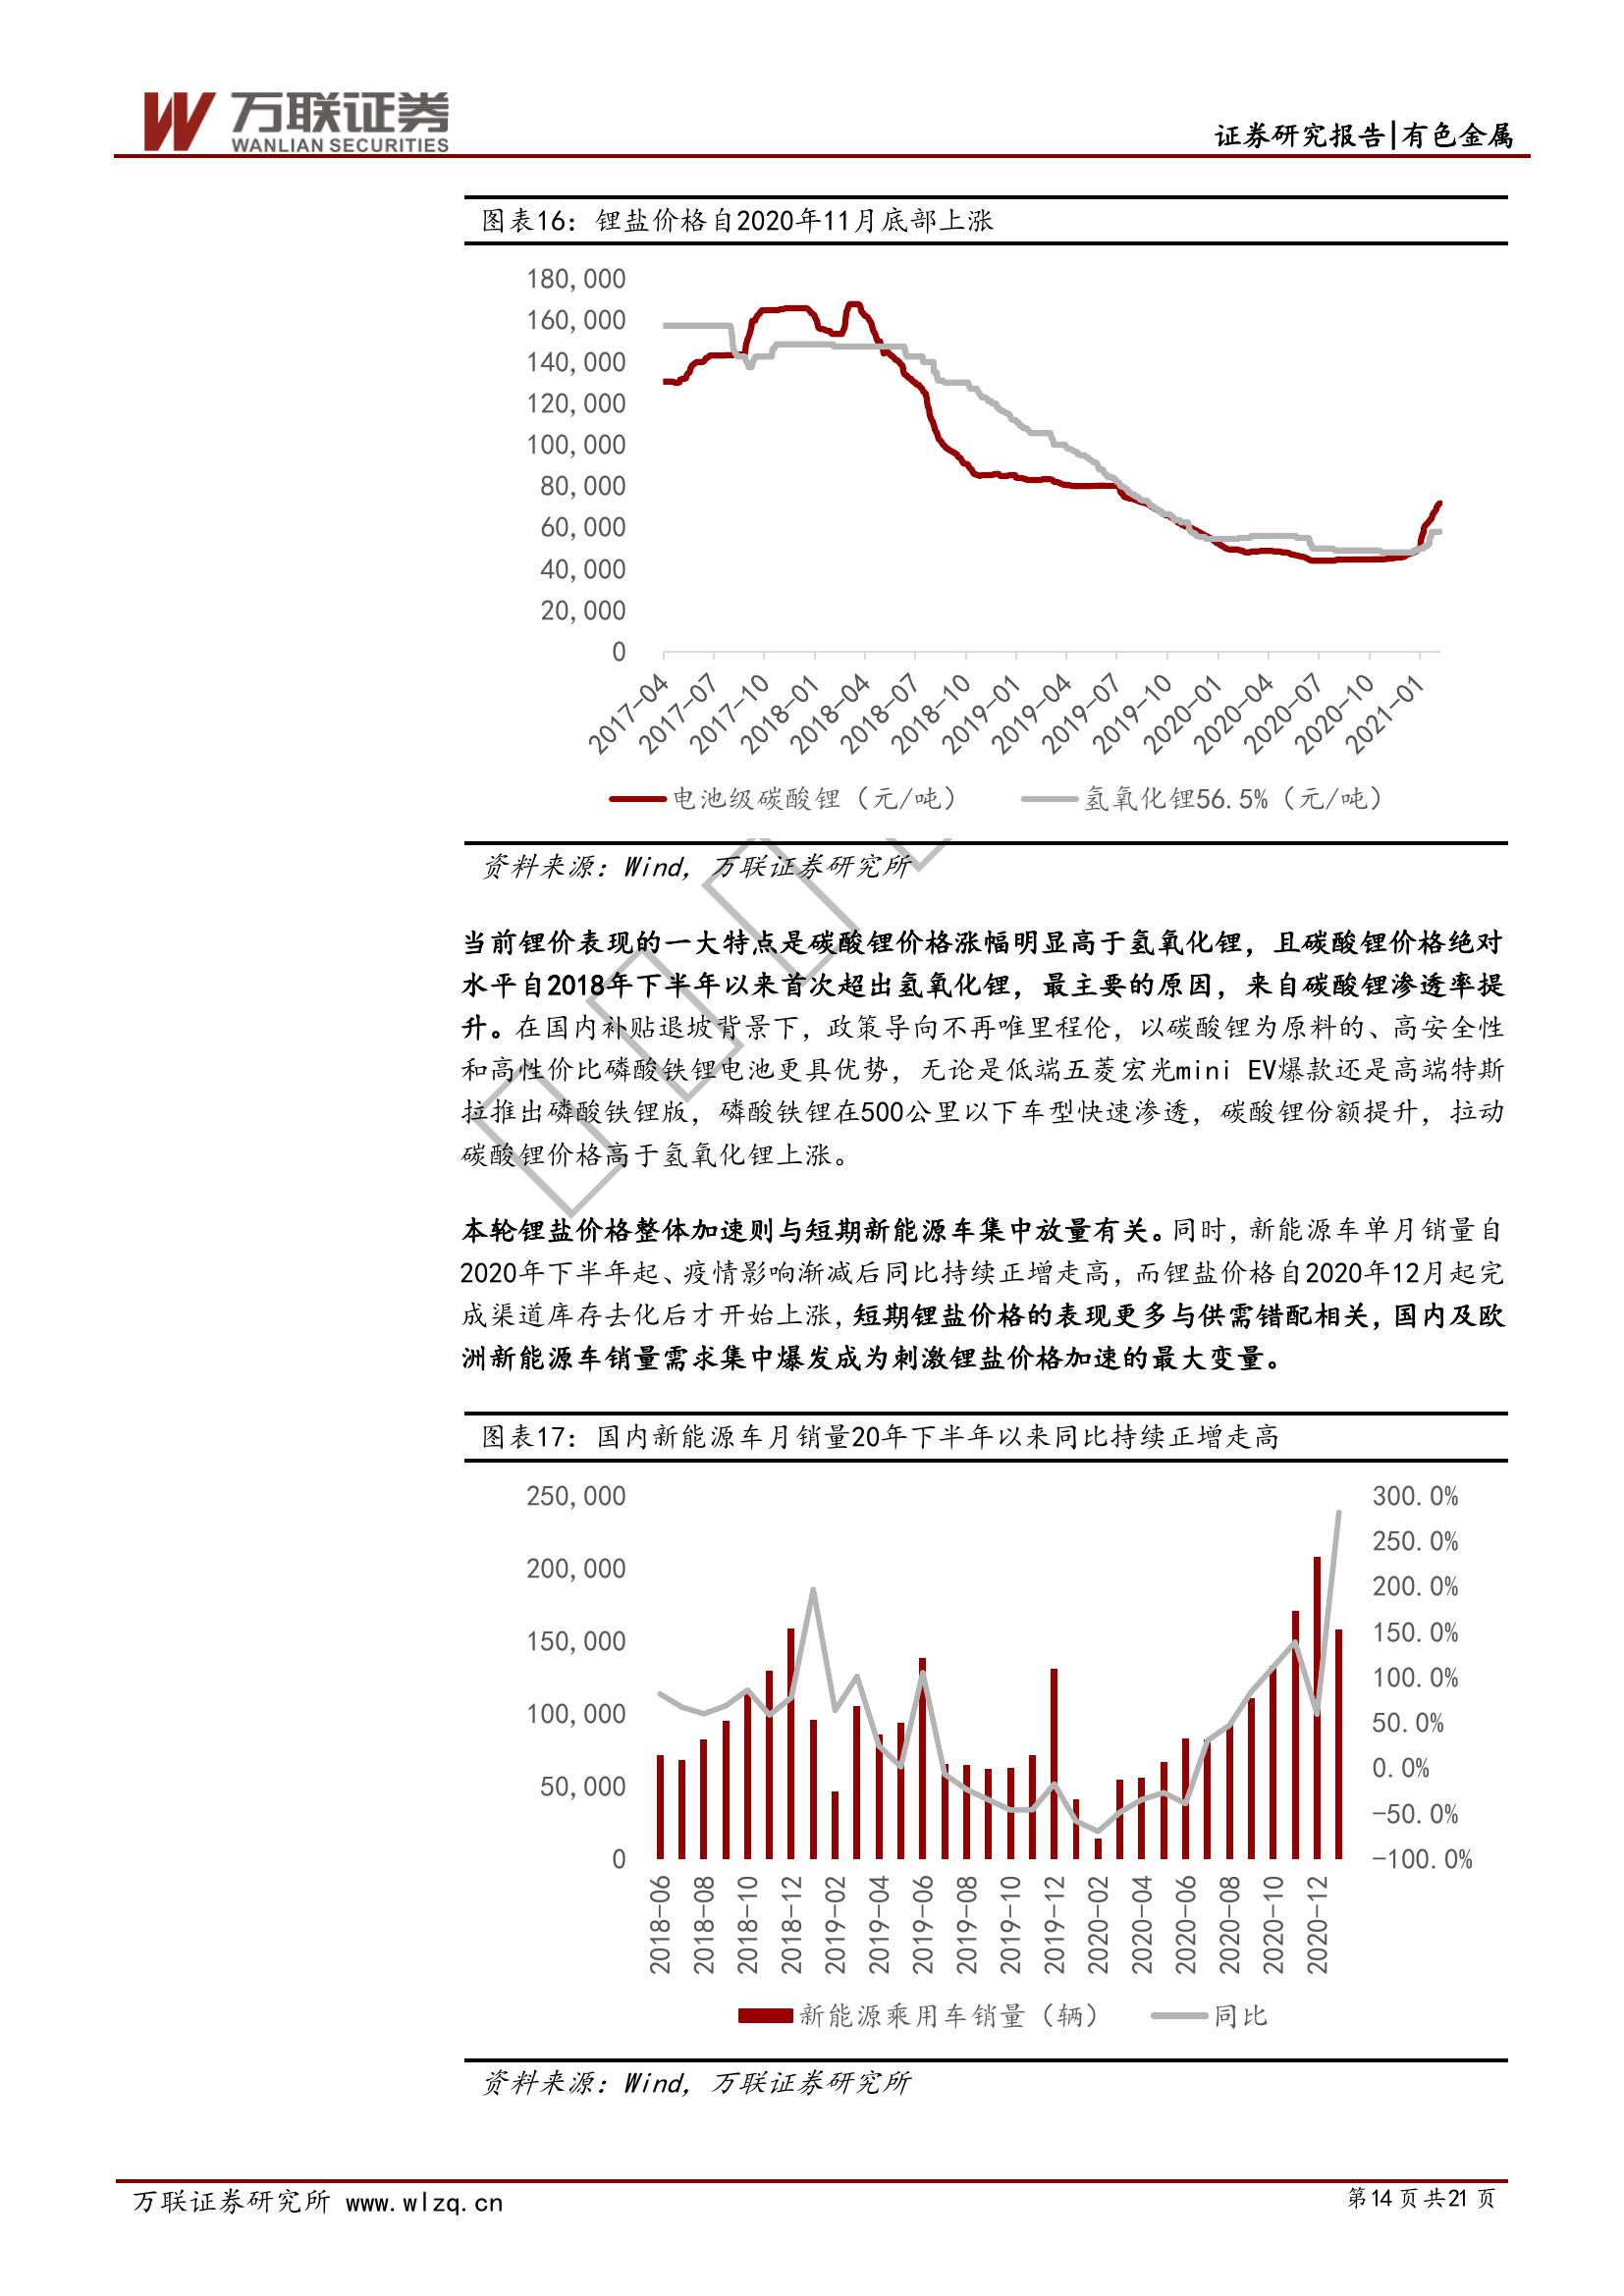 万联证券
WANLIAN SECURITIES
证券研究报告|有色金属
图表16：锂盐价格自2020年11月底部上涨
180,000
160,000
140,000
120,000
100,000
80,000
60,000
40,000
20,000
0
2017-04
2017-07
2017-10
2018-01
2018-04
2018-07
2018-10
2019-01
2019-04
2019-07
2019-10
2020-01
2020-04
2020-07
2020-10
2021-01
电池级碳酸锂（元/吨）
氢氧化锂56.5%（元/吨）
资料来源：Wind，万联证券研究所
当前锂价表现的一大特点是碳酸锂价格涨幅明显高于氢氧化锂，且碳酸锂价格绝对
水平自2018年下半年以来首次超出氢氧化锂，最主要的原因，来自碳酸锂渗透率提
升。在国内补贴退坡背景下，政策导向不再唯里程伦，以碳酸锂为原料的、高安全性
和高性价比磷酸铁锂电池更具优势，无论是低端五菱宏光mini EV爆款还是高端特斯
拉推出磷酸铁锂版，磷酸铁锂在500公里以下车型快速渗透，碳酸锂份额提升，拉动
碳酸锂价格高于氢氧化锂上涨。
本轮锂盐价格整体加速则与短期新能源车集中放量有关。同时，新能源车单月销量自
2020年下半年起、疫情影响渐减后同比持续正增走高，而锂盐价格自2020年12月起完
成渠道库存去化后才开始上涨，短期锂盐价格的表现更多与供需错配相关，国内及欧
洲新能源车销量需求集中爆发成为刺激锂盐价格加速的最大变量。
图表17：国内新能源车月销量20年下半年以来同比持续正增走高
250,000
200,000
150,000
100,000
50,000
0
300.0%
250.0%
200.0%
150.0%
100.0%
50.0%
0.0%
-50.0%
-100.0%
2018-06
2018-08
2018-10
2018-12
2019-02
2019-04
2019-06
2019-08
2019-10
2019-12
2020-02
2020-04
2020-06
2020-08
2020-10
2020-12
新能源乘用车销量（辆）
同比
资料来源：Wind，万联证券研究所
万联证券研究所 www.wlzq.cn
第14页共21页